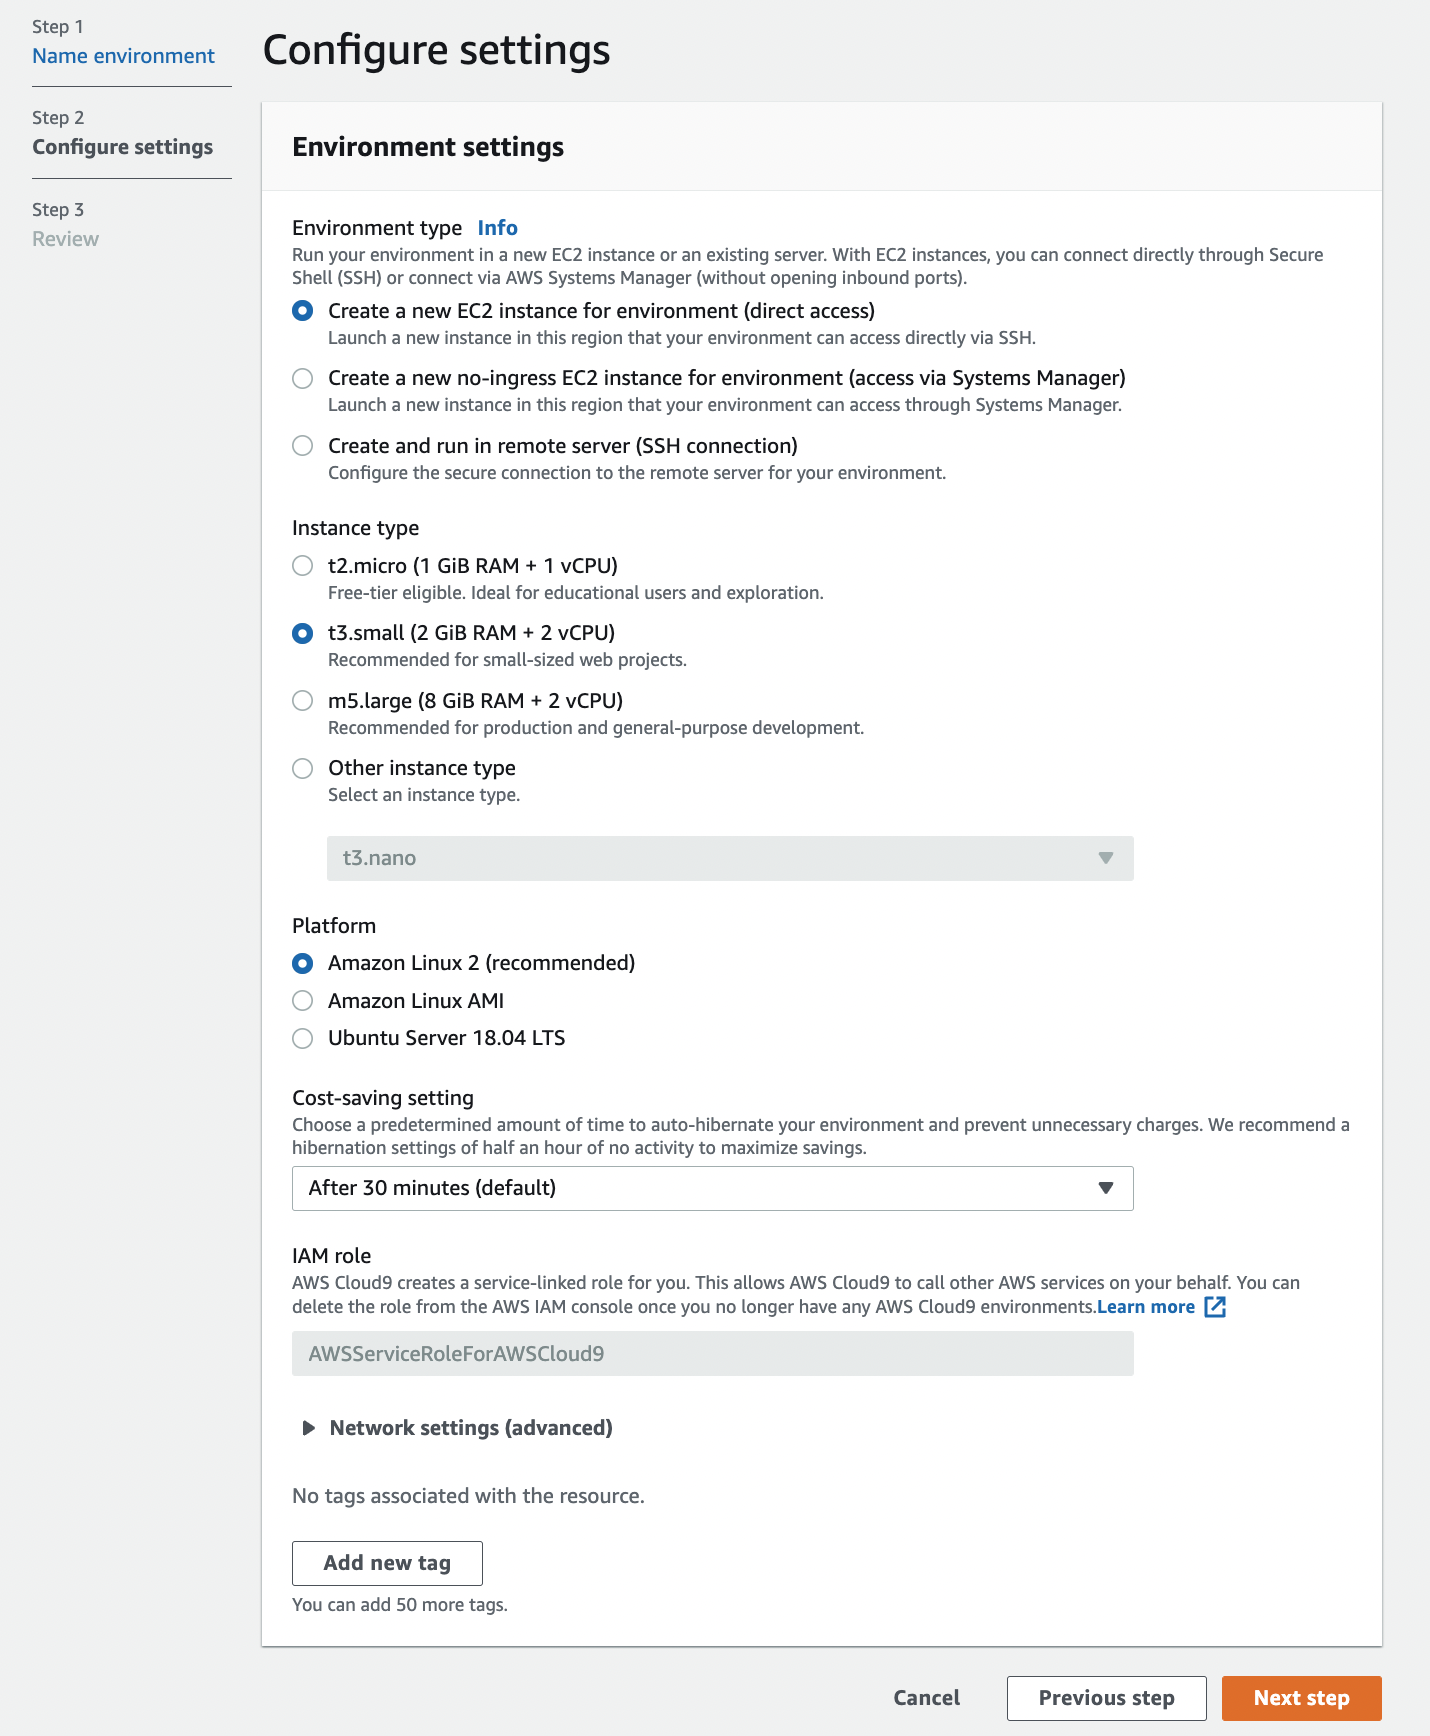 Step 1
Name environment
Step 2
Configure settings
Step 3
Review
Configure settings
Environment settings
Environment type Info
Run your environment in a new EC2 instance or an existing server. With EC2 instances, you can connect directly through Secure
Shell (SSH) or connect via AWS Systems Manager (without opening inbound ports).
Create a new EC2 instance for environment (direct access)
Launch a new instance in this region that your environment can access directly via SSH.
Create a new no-ingress EC2 instance for environment (access via Systems Manager)
Launch a new instance in this region that your environment can access through Systems Manager.
Create and run in remote server (SSH connection)
Configure the secure connection to the remote server for your environment.
Instance type
t2.micro (1 GiB RAM + 1 vCPU)
Free-tier eligible. Ideal for educational users and exploration.
t3.small (2 GiB RAM + 2 vCPU)
Recommended for small-sized web projects.
m5.large (8 GiB RAM + 2 vCPU)
Recommended for production and general-purpose development.
Other instance type
Select an instance type.
t3.nano
Platform
Amazon Linux 2 (recommended)
Amazon Linux AMI
Ubuntu Server 18.04 LTS
Cost-saving setting
Choose a predetermined amount of time to auto-hibernate your environment and prevent unnecessary charges. We recommend a
hibernation settings of half an hour of no activity to maximize savings.
After 30 minutes (default)
IAM role
AWS Cloud9 creates a service-linked role for you. This allows AWS Cloud9 to call other AWS services on your behalf. You can
delete the role from the AWS IAM console once you no longer have any AWS Cloud9 environments.Learn more
AWSServiceRoleForAWSCloud9
Network settings (advanced)
No tags associated with the resource.
Add new tag
You can add 50 more tags.
Cancel Previous step Next step